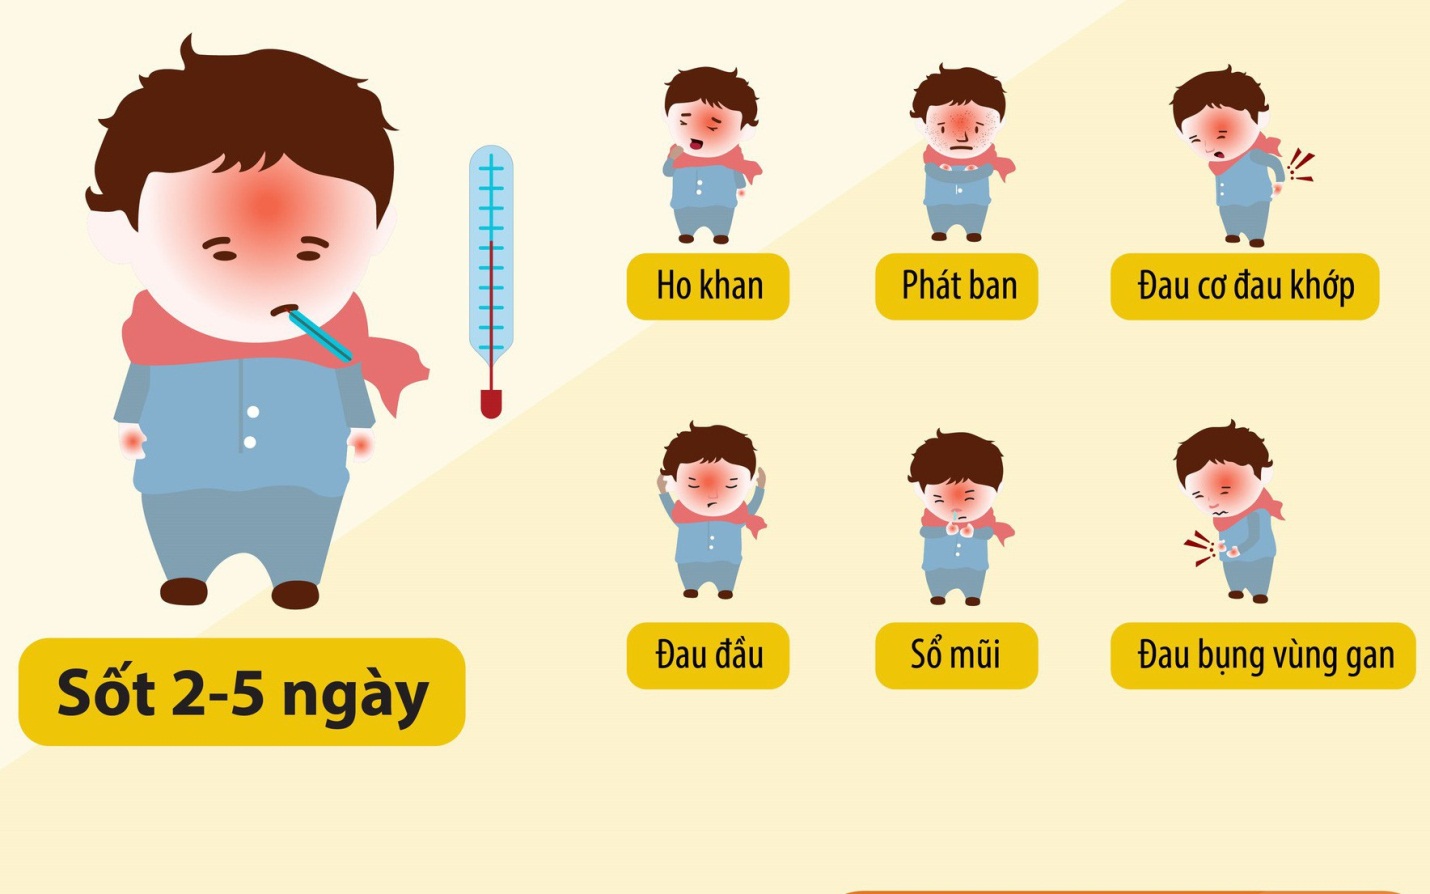 Ho khan
Phát ban
Đau cơ đau khớp
Đau đầu
Sổ mũi
Đau bụng vùng gan
Sốt 2-5 ngày